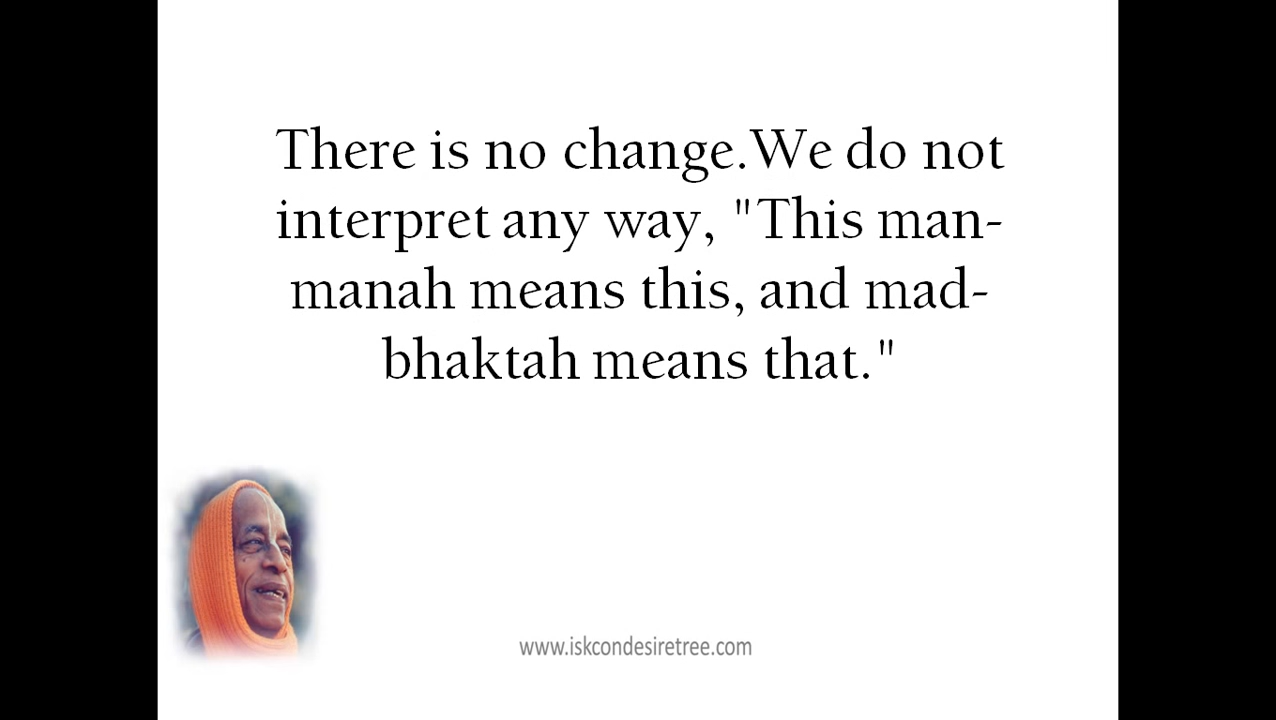 There is no change.We do not
interpret any way, "This man-
manah means this, and mad-
bhaktah means that."
www.iskcondesiretree.com